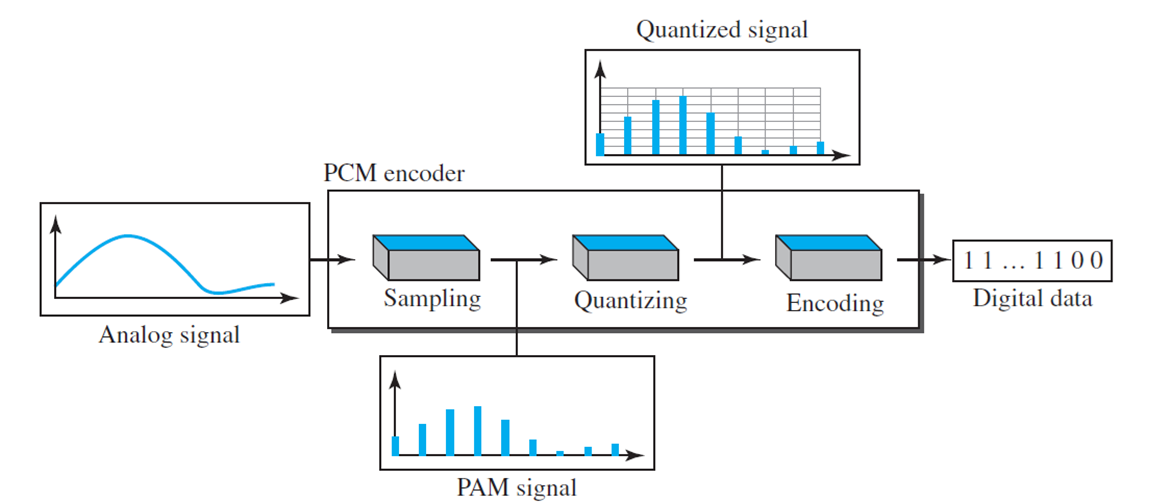 Quantized signal
PCM encoder
Sampling
Quantizing
Encoding
1 1 ... 1 1 0 0
Analog signal
Digital data
PAM signal